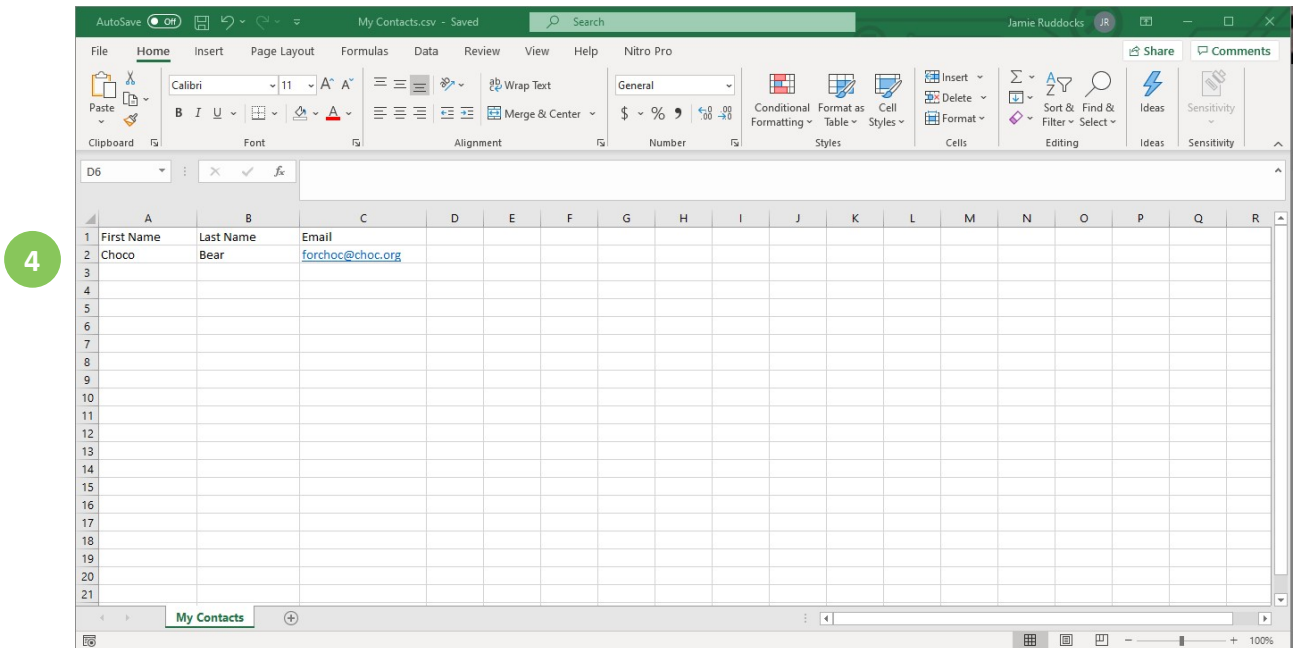 AutoSave Off My Contacts.csv - Saved Search Jamie Ruddocks JR
File Home Insert Page Layout Formulas Data Review View Help Nitro Pro Share Comments
Calibri 11 A^ Aˇ ab Wrap Text General Insert Σ
Paste B I U A Merge & Center $ % 9 .00 Conditional Format as Cell Delete Sort & Find & Ideas Sensitivity
Formatting Table Styles Format Filter Select
Clipboard Font Alignment Number Styles Cells Editing Ideas Sensitivity
D6 fx
A B C D E F G H I J K L M N O P Q R
1 First Name Last Name Email
4
2 Choco Bear forchoc@choc.org
3
4
5
6
7
8
9
10
11
12
13
14
15
16
17
18
19
20
21
My Contacts
100%